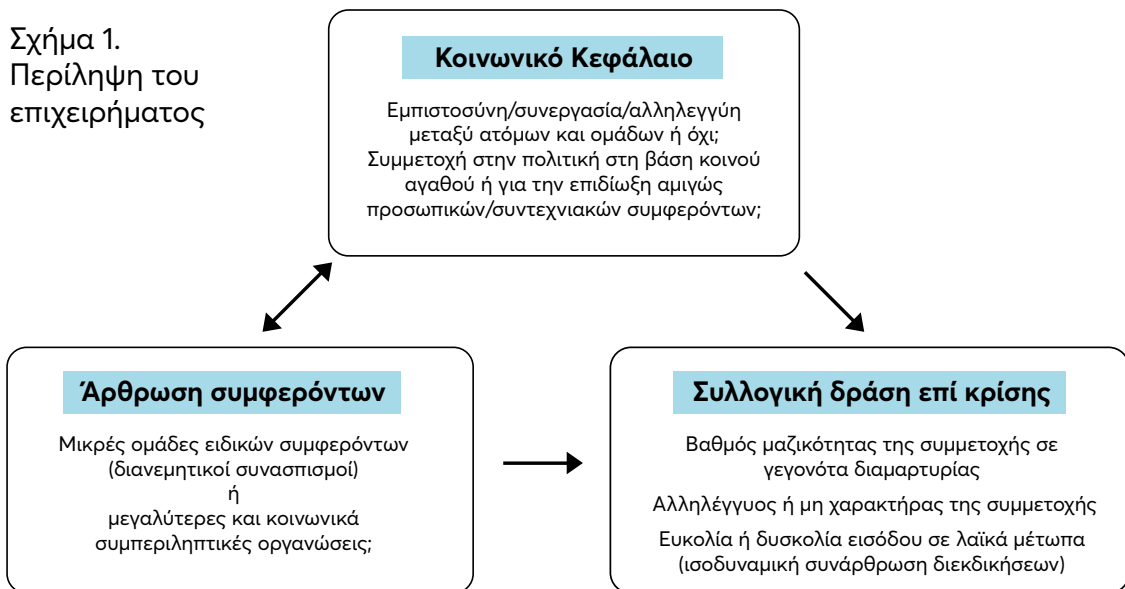 Σχήμα 1.
Περίληψη του
επιχειρήματος
Κοινωνικό Κεφάλαιο
Εμπιστοσύνη/συνεργασία/αλληλεγγύη
μεταξύ ατόμων και ομάδων ή όχι;
Συμμετοχή στην πολιτική στη βάση κοινού
αγαθού ή για την επιδίωξη αμιγώς
προσωπικών/συντεχνιακών συμφερόντων;
Άρθρωση συμφερόντων
Μικρές ομάδες ειδικών συμφερόντων
(διανεμητικοί συνασπισμοί)
ή
μεγαλύτερες και κοινωνικά
συμπεριληπτικές οργανώσεις;
Συλλογική δράση επί κρίσης
Βαθμός μαζικότητας της συμμετοχής σε
γεγονότα διαμαρτυρίας
Αλληλέγγυος ή μη χαρακτήρας της συμμετοχής
Ευκολία ή δυσκολία εισόδου σε λαϊκά μέτωπα
(ισοδυναμική συνάρθρωση διεκδικήσεων)